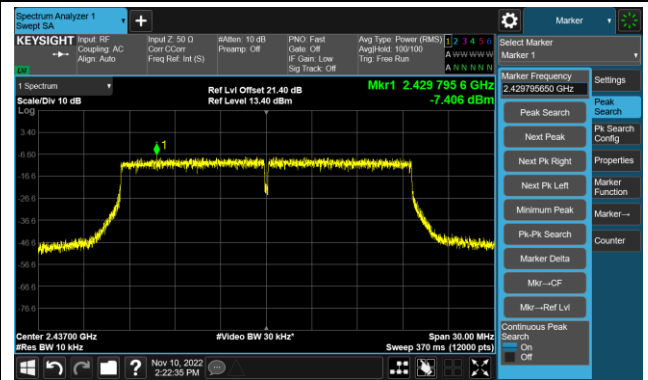 Spectrum Analyzer 1
Swept SA
Marker
KEYSIGHT
Input: RF
Coupling: AC
Align: Auto
Input Z: 50 Ω
Corr CCorr
Freq Ref: Int (S)
#Atten: 10 dB
Preamp: Off
PNO: Fast
Gate: Off
IF Gain: Low
Sig Track: Off
Avg Type: Power (RMS)
Avg|Hold: 100/100
Trig: Free Run
1 2 3 4 5 6
A W W W W W
A N N N N N
LXI
Select Marker
Marker 1
1 Spectrum
Scale/Div 10 dB
Log
Ref Lvl Offset 21.40 dB
Ref Level 13.40 dBm
Mkr1 2.429 795 6 GHz
-7.406 dBm
1
3.40
-6.60
-16.6
-26.6
-36.6
-46.6
-56.6
-66.6
-76.6
Center 2.43700 GHz
#Res BW 10 kHz
#Video BW 30 kHz*
Span 30.00 MHz
Sweep 370 ms (12000 pts)
Marker Frequency
2.429795650 GHz
Peak Search
Next Peak
Next Pk Right
Next Pk Left
Minimum Peak
Pk-Pk Search
Marker Delta
Mkr→CF
Mkr→Ref Lvl
Continuous Peak
Search
On
Off
Settings
Peak
Search
Pk Search
Config
Properties
Marker
Function
Marker→
Counter
Nov 10, 2022
2:22:35 PM